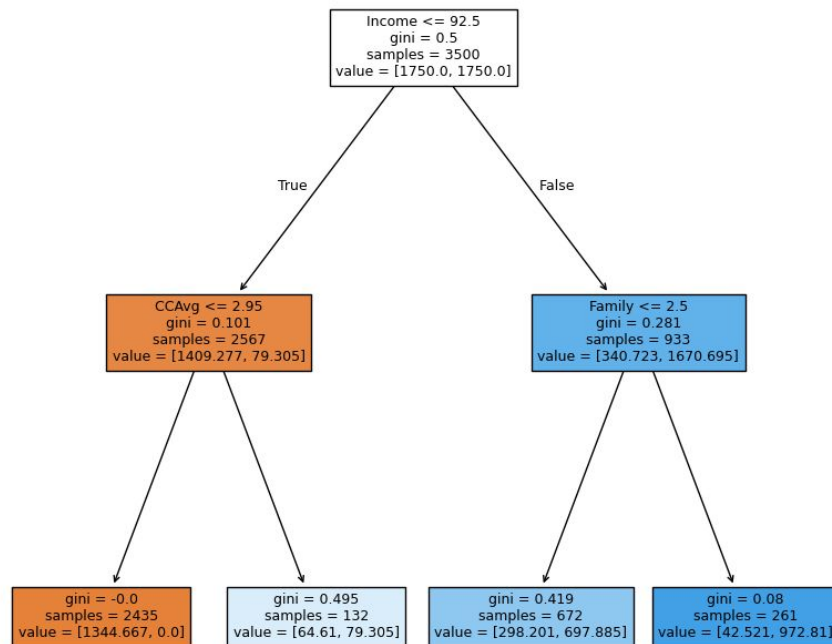 Income <= 92.5
gini = 0.5
samples = 3500
value = [1750.0, 1750.0]
True
False
CCAvg <= 2.95
gini = 0.101
samples = 2567
value = [1409.277, 79.305]
Family <= 2.5
gini = 0.281
samples = 933
value = [340.723, 1670.695]
gini = -0.0
samples = 2435
value = [1344.667, 0.0]
gini = 0.495
samples = 132
value = [64.61, 79.305]
gini = 0.419
samples = 672
value = [298.201, 697.885]
gini = 0.08
samples = 261
value = [42.521, 972.81]